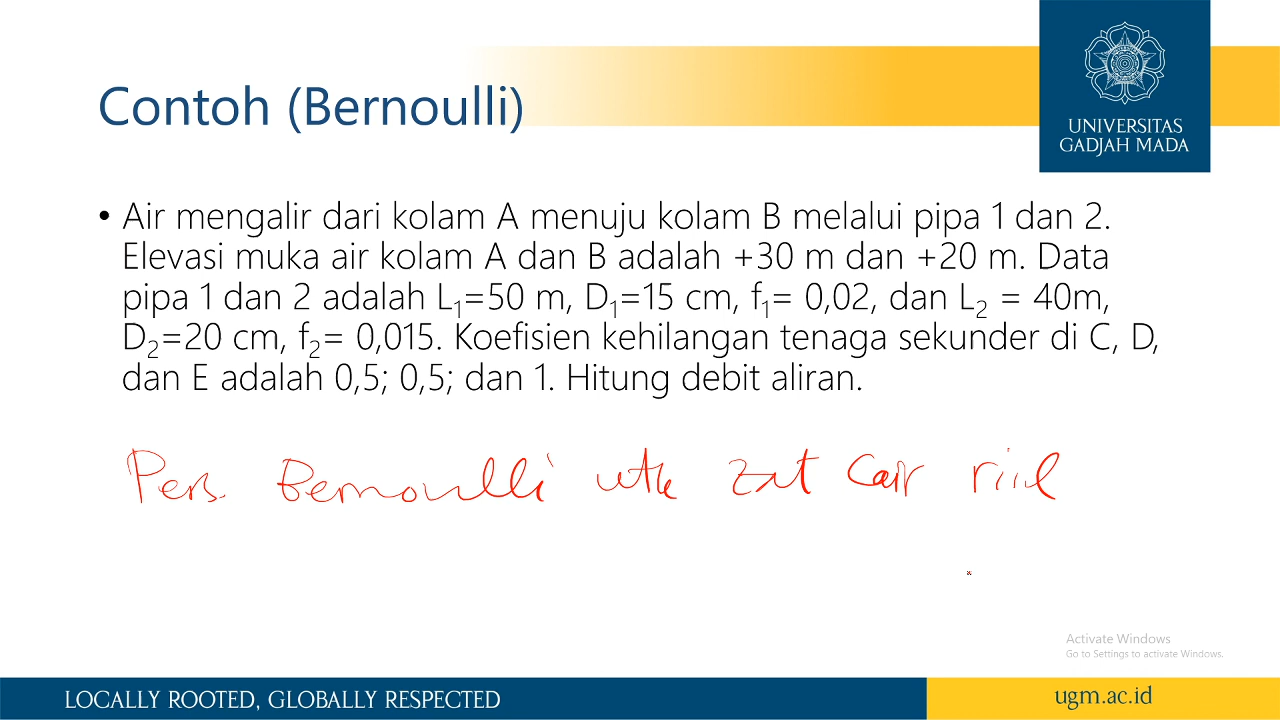 Contoh (Bernoulli)
UNIVERSITAS
GADJAH MADA
• Air mengalir dari kolam A menuju kolam B melalui pipa 1 dan 2.
Elevasi muka air kolam A dan B adalah +30 m dan +20 m. Data
pipa 1 dan 2 adalah L₁=50 m, D₁=15 cm, f₁= 0,02, dan L₂ = 40m,
D₂=20 cm, f₂= 0,015. Koefisien kehilangan tenaga sekunder di C, D,
dan E adalah 0,5; 0,5; dan 1. Hitung debit aliran.
Pers. Bernoulli utk zat cair riil
Activate Windows
Go to Settings to activate Windows.
LOCALLY ROOTED, GLOBALLY RESPECTED
ugm.ac.id